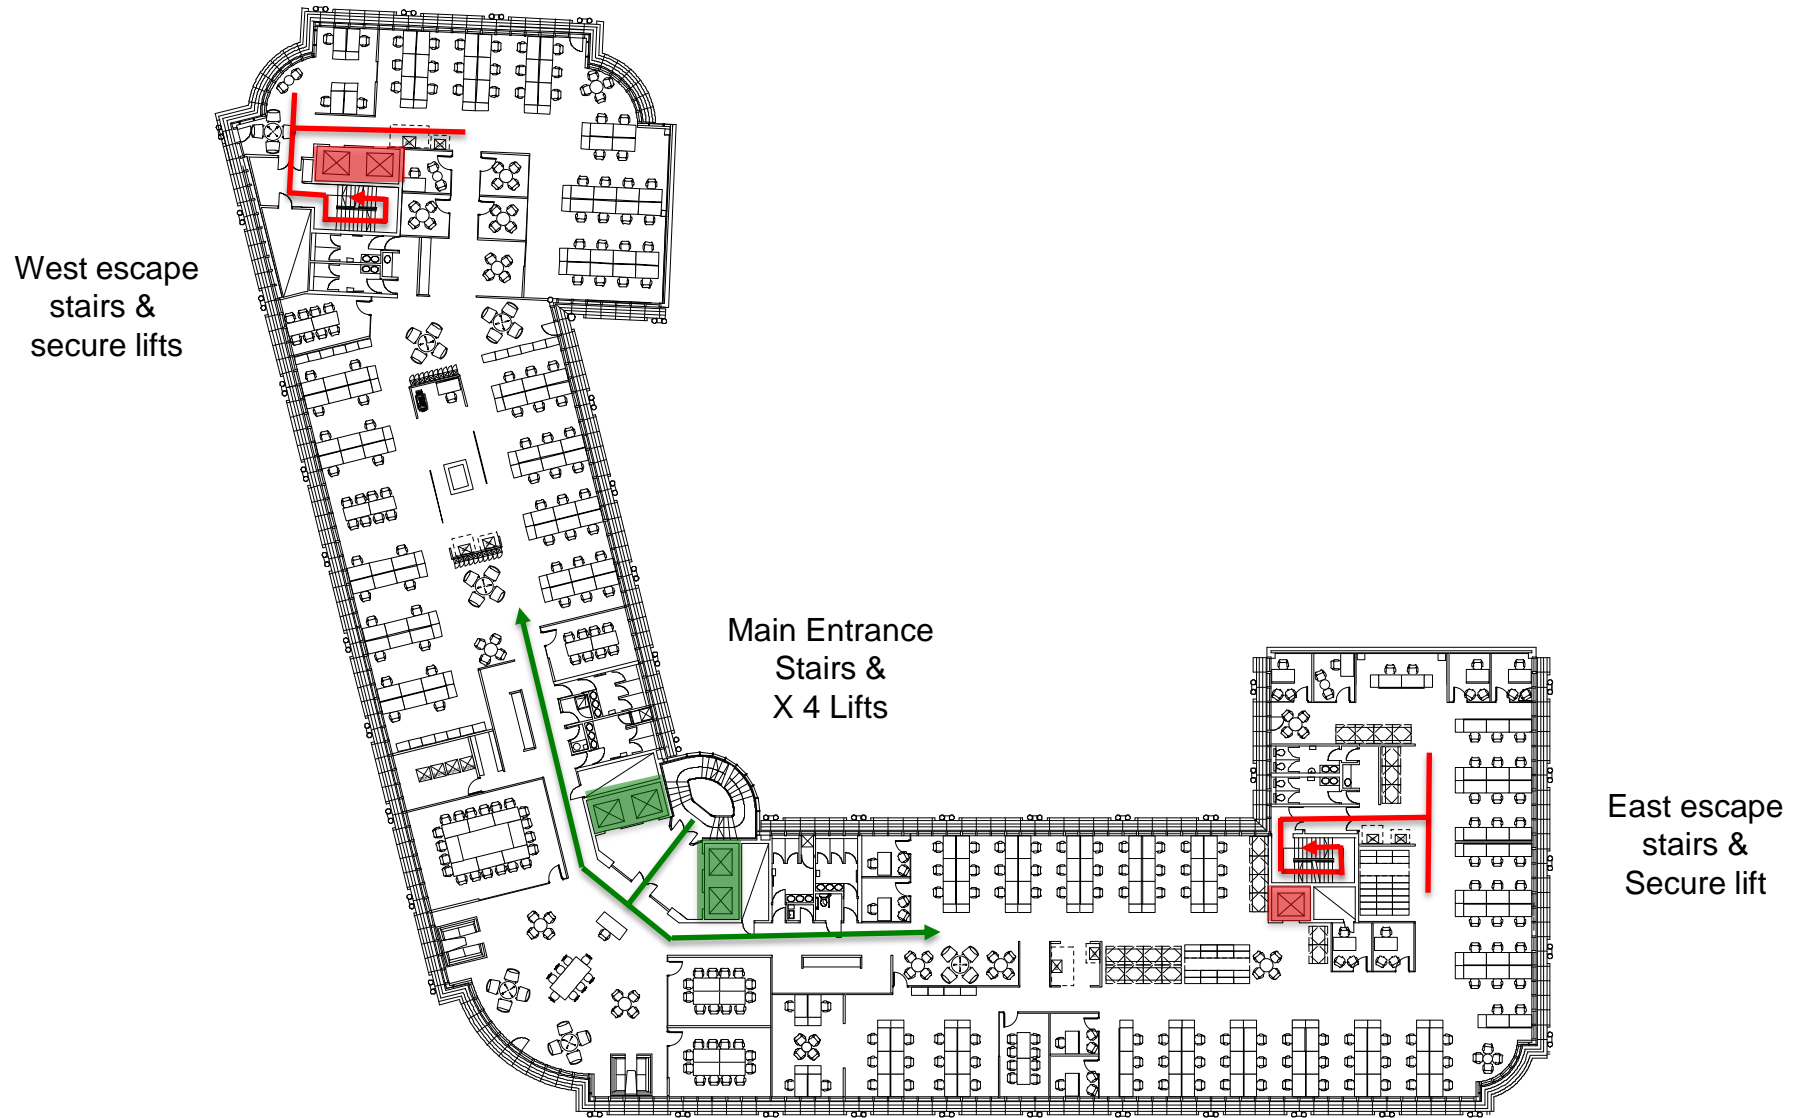 West escape
stairs &
secure lifts
Main Entrance
Stairs &
X 4 Lifts
East escape
stairs &
Secure lift